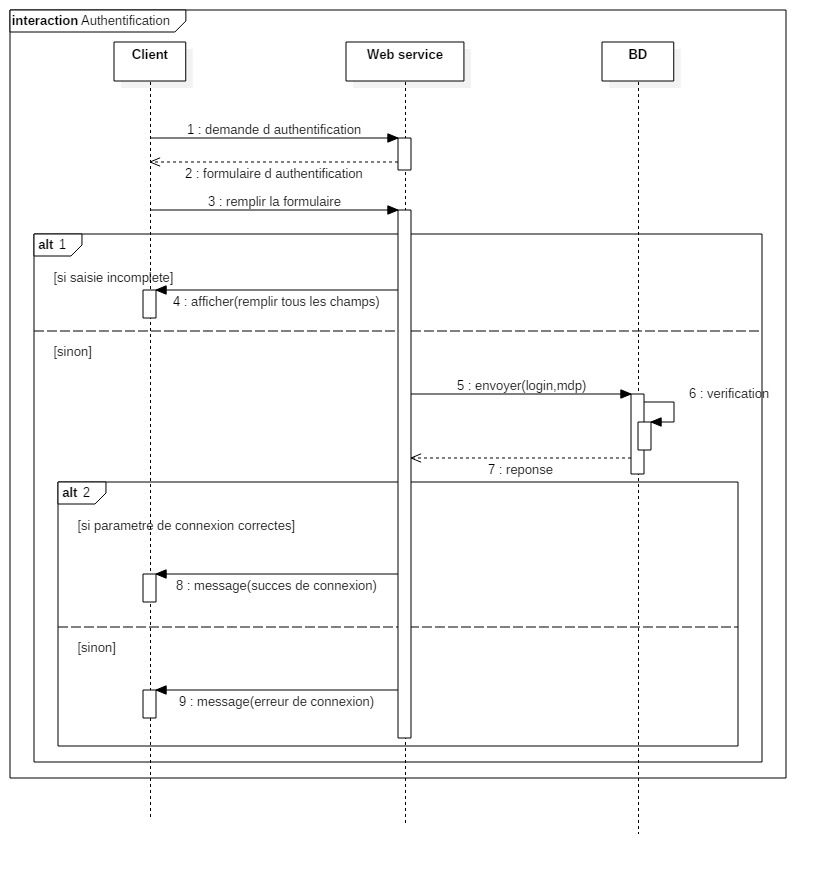 interaction Authentification
Client
Web service
BD
1 : demande d authentification
2 : formulaire d authentification
3 : remplir la formulaire
alt 1
[si saisie incomplete]
4 : afficher(remplir tous les champs)
[sinon]
5 : envoyer(login,mdp)
6 : verification
7 : reponse
alt 2
[si parametre de connexion correctes]
8 : message(succes de connexion)
[sinon]
9 : message(erreur de connexion)